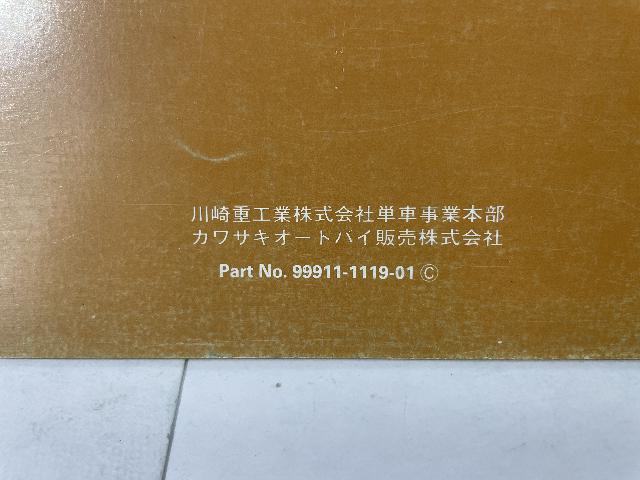 川崎重工業株式会社単車事業本部
カワサキオートバイ販売株式会社
Part No. 99911-1119-01 ©